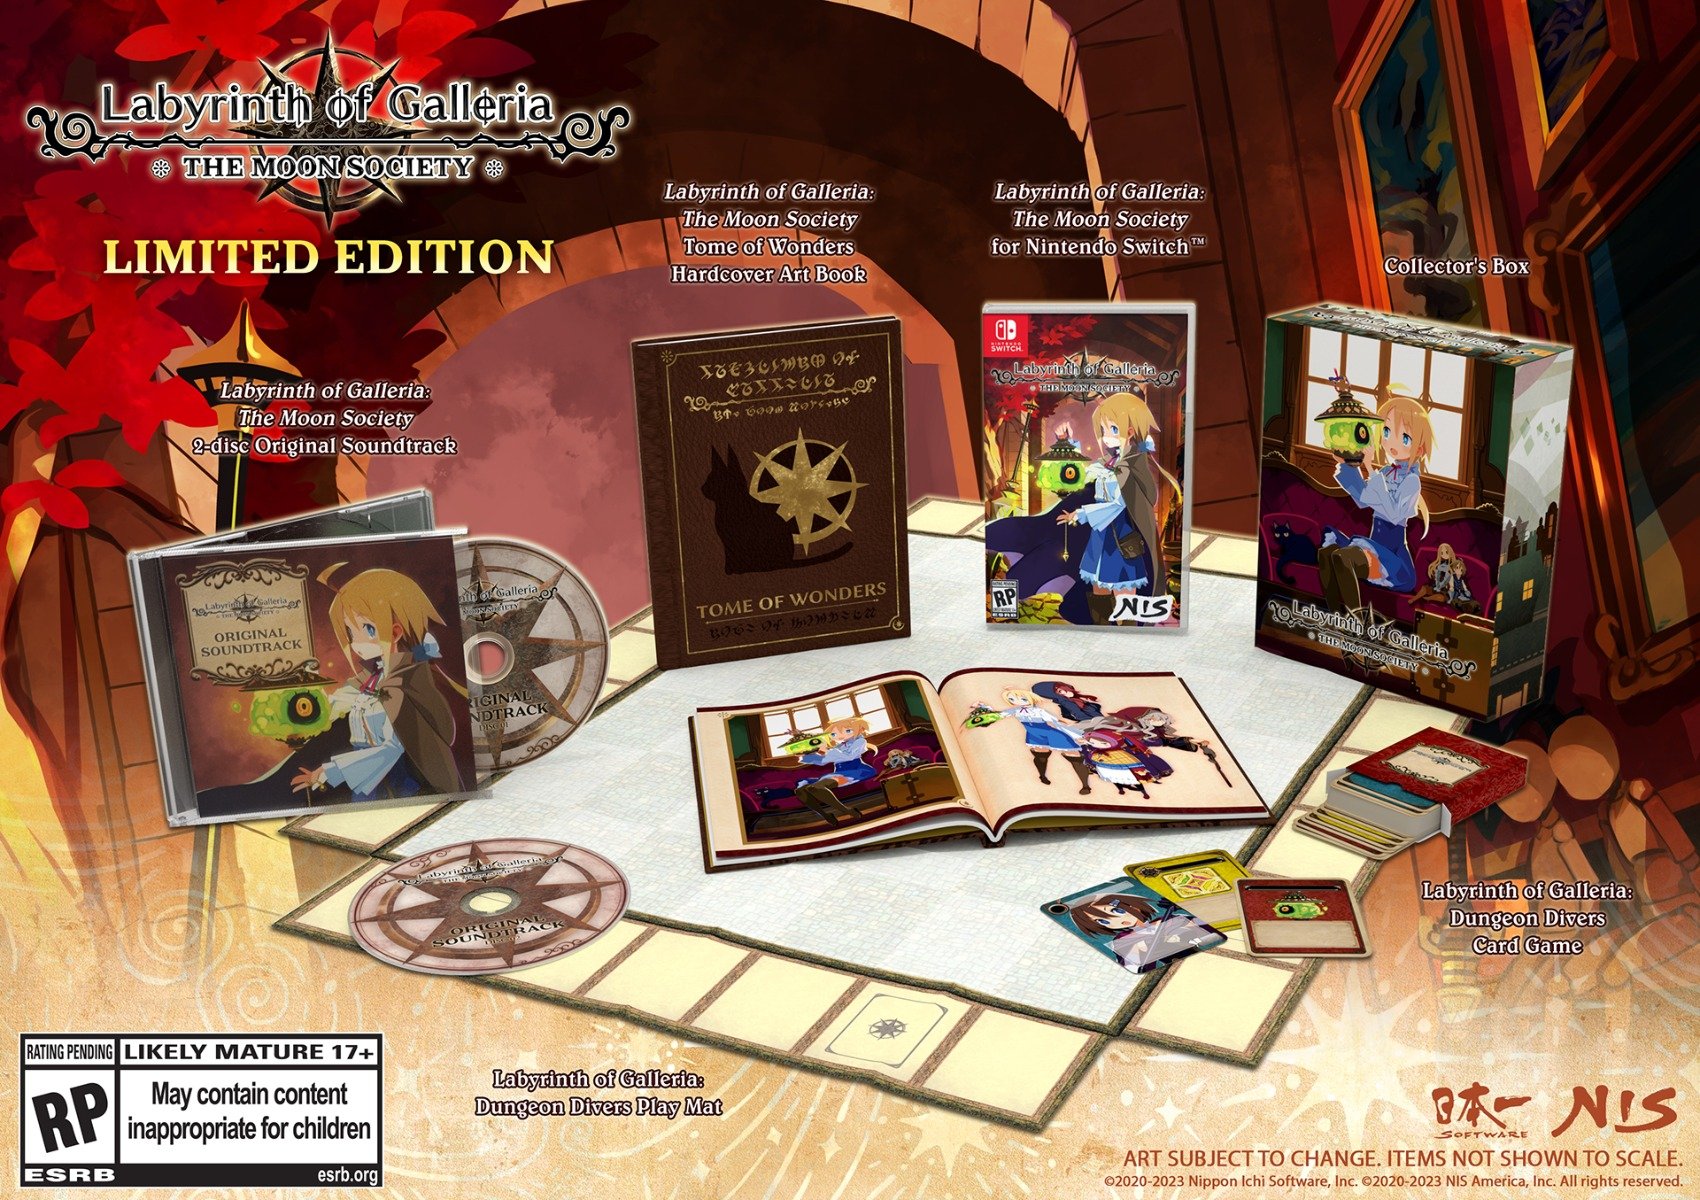 Labyrinth of Galleria
THE MOON SOCIETY
LIMITED EDITION
Labyrinth of Galleria:
The Moon Society
Tome of Wonders
Hardcover Art Book
Labyrinth of Galleria:
The Moon Society
for Nintendo Switch™
Collector's Box
Labyrinth of Galleria:
The Moon Society
2-disc Original Soundtrack
NINTENDO
SWITCH
Labyrinth of Galleria
THE MOON SOCIETY
RP
NIS
TOME OF WONDERS
Labyrinth of Galleria
THE MOON SOCIETY
Labyrinth of Galleria
THE MOON SOCIETY
ORIGINAL
SOUNDTRACK
Labyrinth of Galleria
THE MOON SOCIETY
ORIGINAL
SOUNDTRACK
Labyrinth of Galleria:
Dungeon Divers
Card Game
Labyrinth of Galleria:
Dungeon Divers Play Mat
RATING PENDING
LIKELY MATURE 17+
RP
May contain content
inappropriate for children
ESRB
esrb.org
日本一
SOFTWARE
NIS
ART SUBJECT TO CHANGE. ITEMS NOT SHOWN TO SCALE.
©2020-2023 Nippon Ichi Software, Inc. ©2020-2023 NIS America, Inc. All rights reserved.